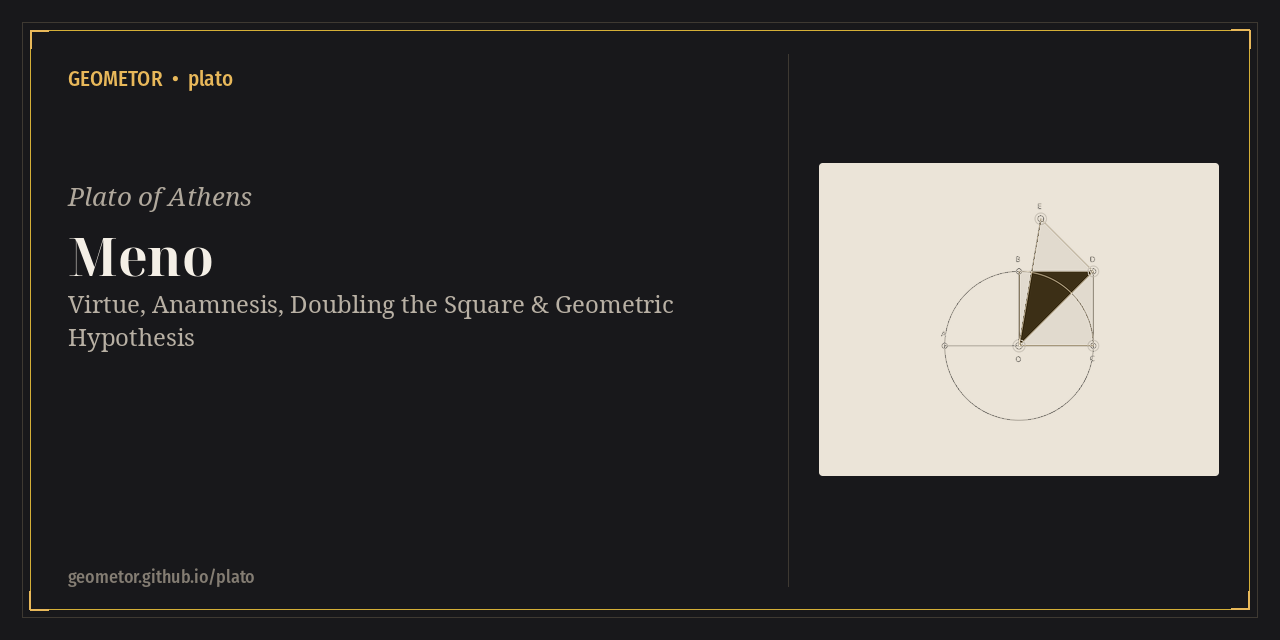 GEOMETOR • plato
Plato of Athens
Meno
Virtue, Anamnesis, Doubling the Square & Geometric
Hypothesis
E
B
D
A
O
C
geometor.github.io/plato